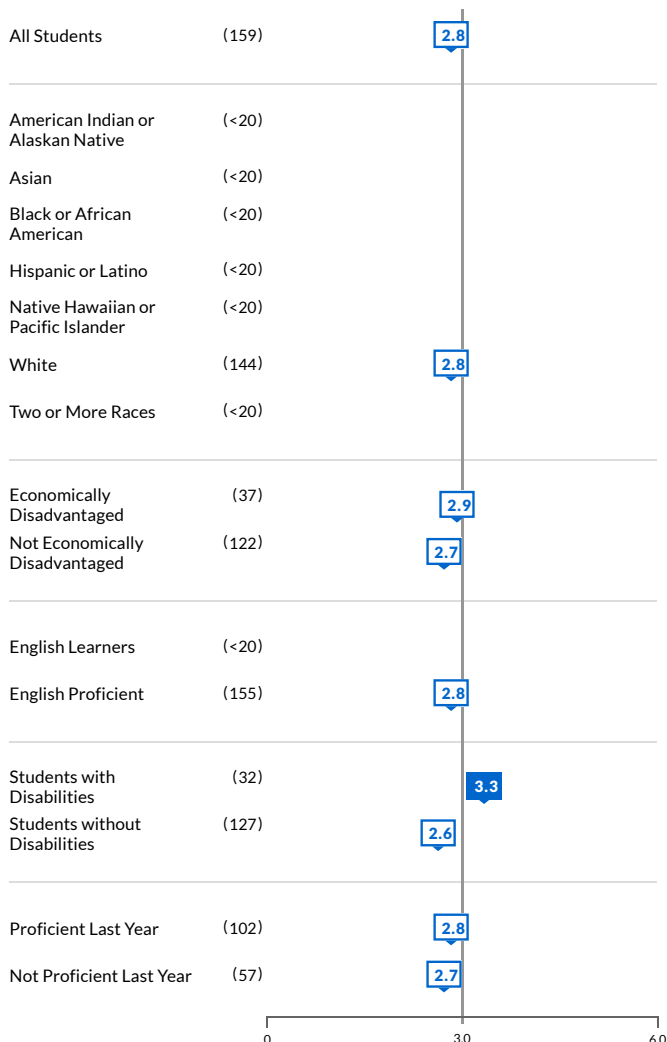 All Students (159) 2.8
American Indian or (<20)
Alaskan Native
Asian (<20)
Black or African (<20)
American
Hispanic or Latino (<20)
Native Hawaiian or (<20)
Pacific Islander
White (144) 2.8
Two or More Races (<20)
Economically (37) 2.9
Disadvantaged
Not Economically (122) 2.7
Disadvantaged
English Learners (<20)
English Proficient (155) 2.8
Students with (32) 3.3
Disabilities
Students without (127) 2.6
Disabilities
Proficient Last Year (102) 2.8
Not Proficient Last Year (57) 2.7
0 3.0 6.0